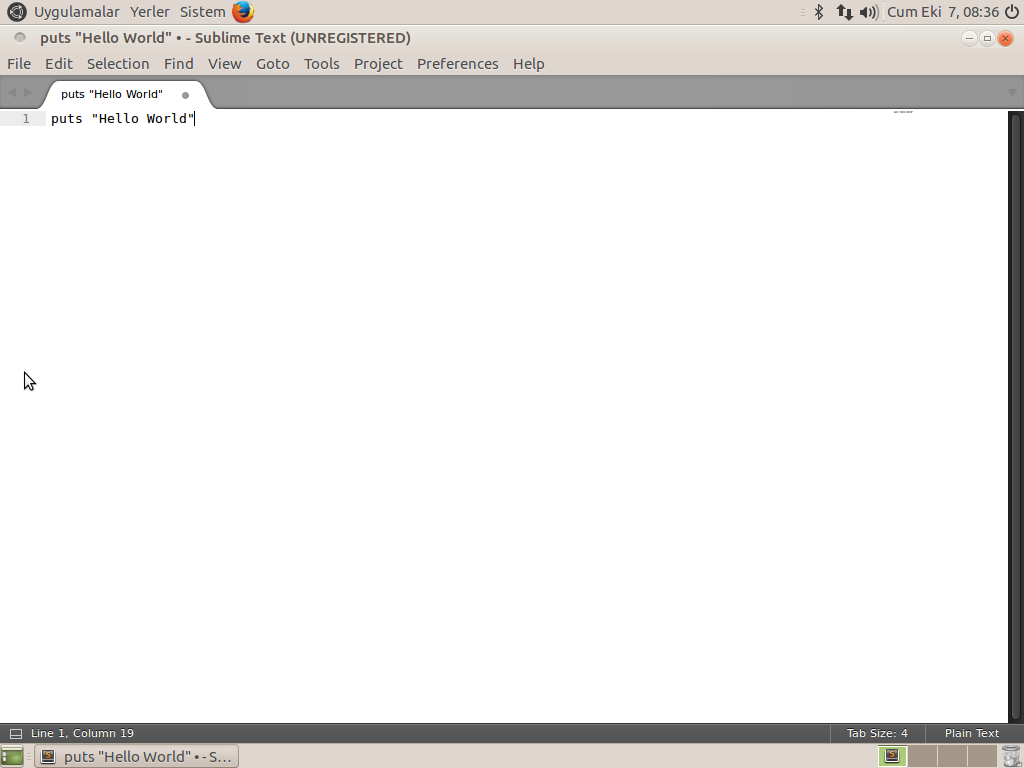 Uygulamalar Yerler Sistem Cum Eki 7, 08:36
puts "Hello World" • - Sublime Text (UNREGISTERED)
File Edit Selection Find View Goto Tools Project Preferences Help
puts "Hello World"
1 puts "Hello World"
Line 1, Column 19 Tab Size: 4 Plain Text
puts "Hello World" • - S...